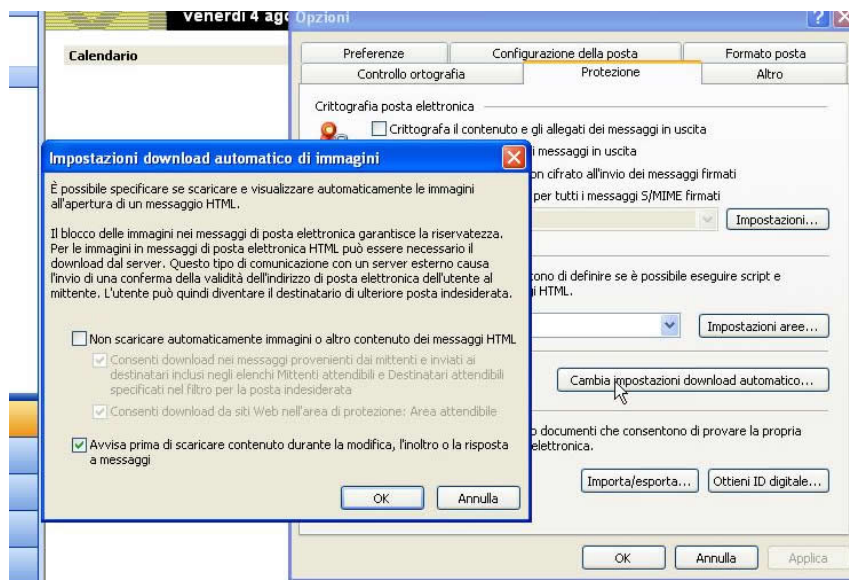 venerdì 4 ago
Calendario
Opzioni
Preferenze
Configurazione della posta
Formato posta
Controllo ortografia
Protezione
Altro
Crittografia posta elettronica
Crittografa il contenuto e gli allegati dei messaggi in uscita
i messaggi in uscita
on cifrato all'invio dei messaggi firmati
per tutti i messaggi S/MIME firmati
Impostazioni...
ono di definire se è possibile eseguire script e
i HTML.
Impostazioni aree...
Cambia impostazioni download automatico...
o documenti che consentono di provare la propria
elettronica.
Importa/esporta...
Ottieni ID digitale...
OK
Annulla
Applica
Impostazioni download automatico di immagini
È possibile specificare se scaricare e visualizzare automaticamente le immagini
all'apertura di un messaggio HTML.
Il blocco delle immagini nei messaggi di posta elettronica garantisce la riservatezza.
Per le immagini in messaggi di posta elettronica HTML può essere necessario il
download dal server. Questo tipo di comunicazione con un server esterno causa
l'invio di una conferma della validità dell'indirizzo di posta elettronica dell'utente al
mittente. L'utente può quindi diventare il destinatario di ulteriore posta indesiderata.
Non scaricare automaticamente immagini o altro contenuto dei messaggi HTML
Consenti download nei messaggi provenienti dai mittenti e inviati ai
destinatari inclusi negli elenchi Mittenti attendibili e Destinatari attendibili
specificati nel filtro per la posta indesiderata
Consenti download da siti Web nell'area di protezione: Area attendibile
Avvisa prima di scaricare contenuto durante la modifica, l'inoltro o la risposta
a messaggi
OK
Annulla